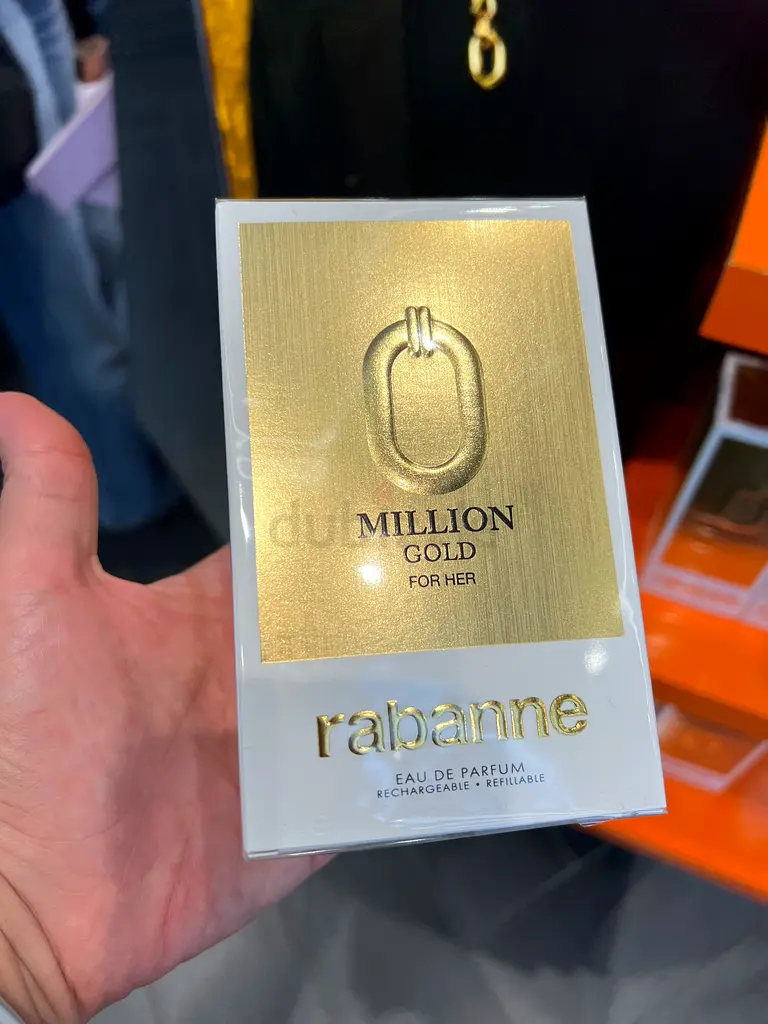 MILLION
GOLD
FOR HER
rabanne
EAU DE PARFUM
RECHARGEABLE • REFILLABLE